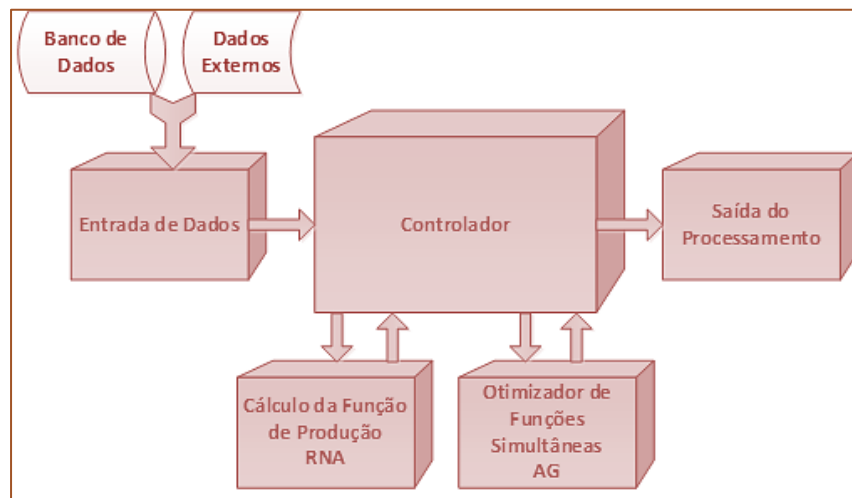 Banco de
Dados
Dados
Externos
Entrada de Dados
Controlador
Saída do
Processamento
Cálculo da Função
de Produção
RNA
Otimizador de
Funções
Simultâneas
AG